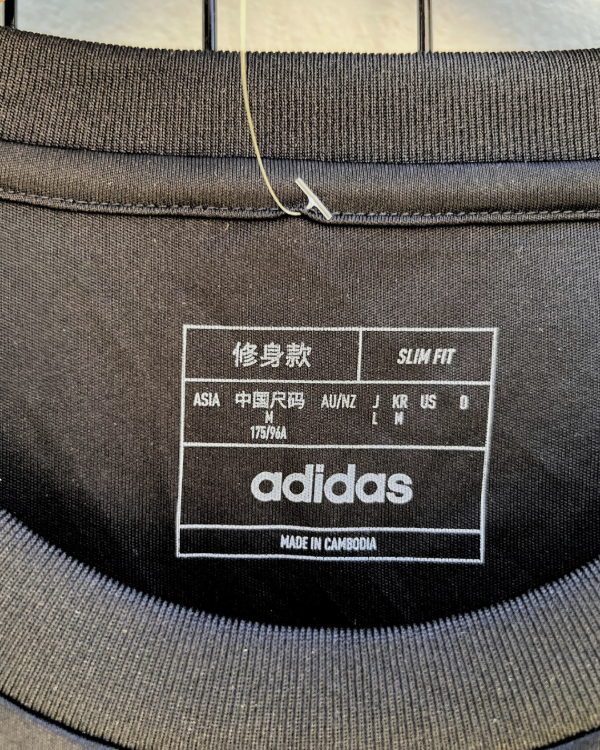 修身款 SLIM FIT
ASIA 中国尺码 AU/NZ J KR US D
M L M
175/96A
adidas
MADE IN CAMBODIA